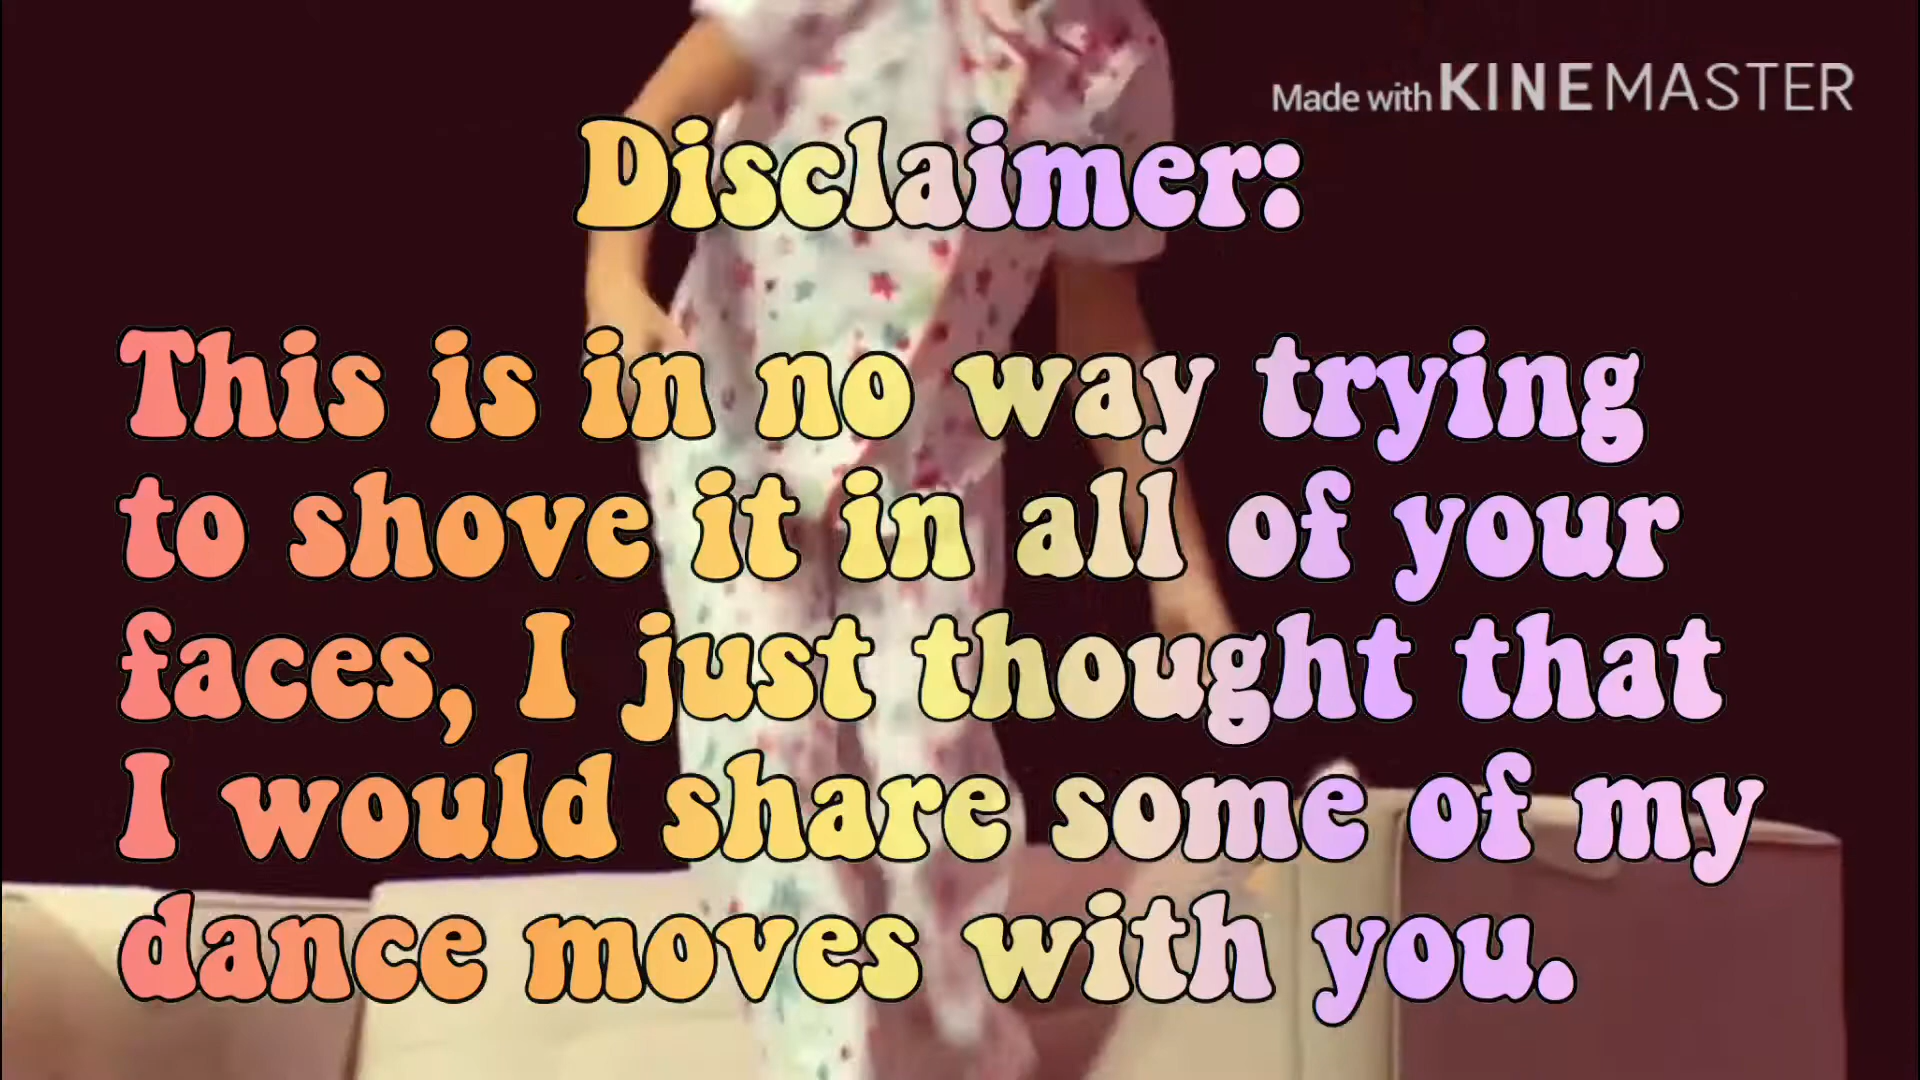 Made with KINEMASTER
Disclaimer:
This is in no way trying
to shove it in all of your
faces, I just thought that
I would share some of my
dance moves with you.